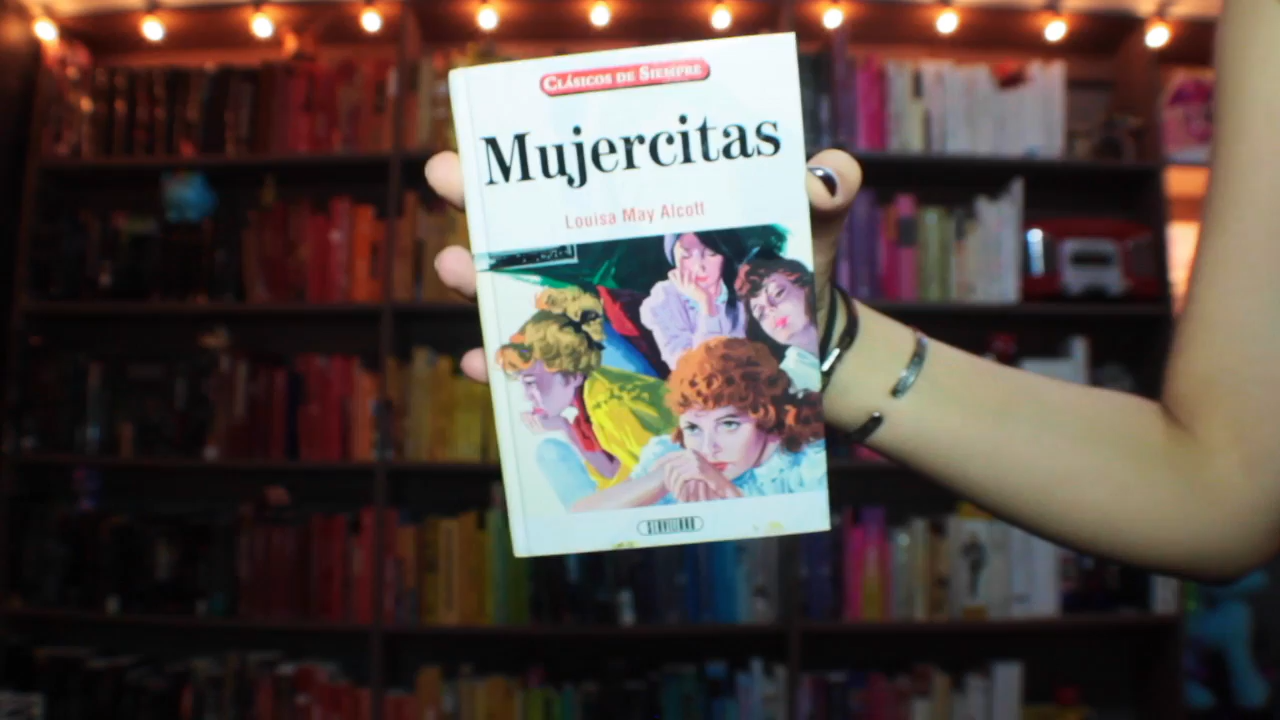 CLÁSICOS DE SIEMPRE
Mujercitas
Louisa May Alcott
SERVILIBRO